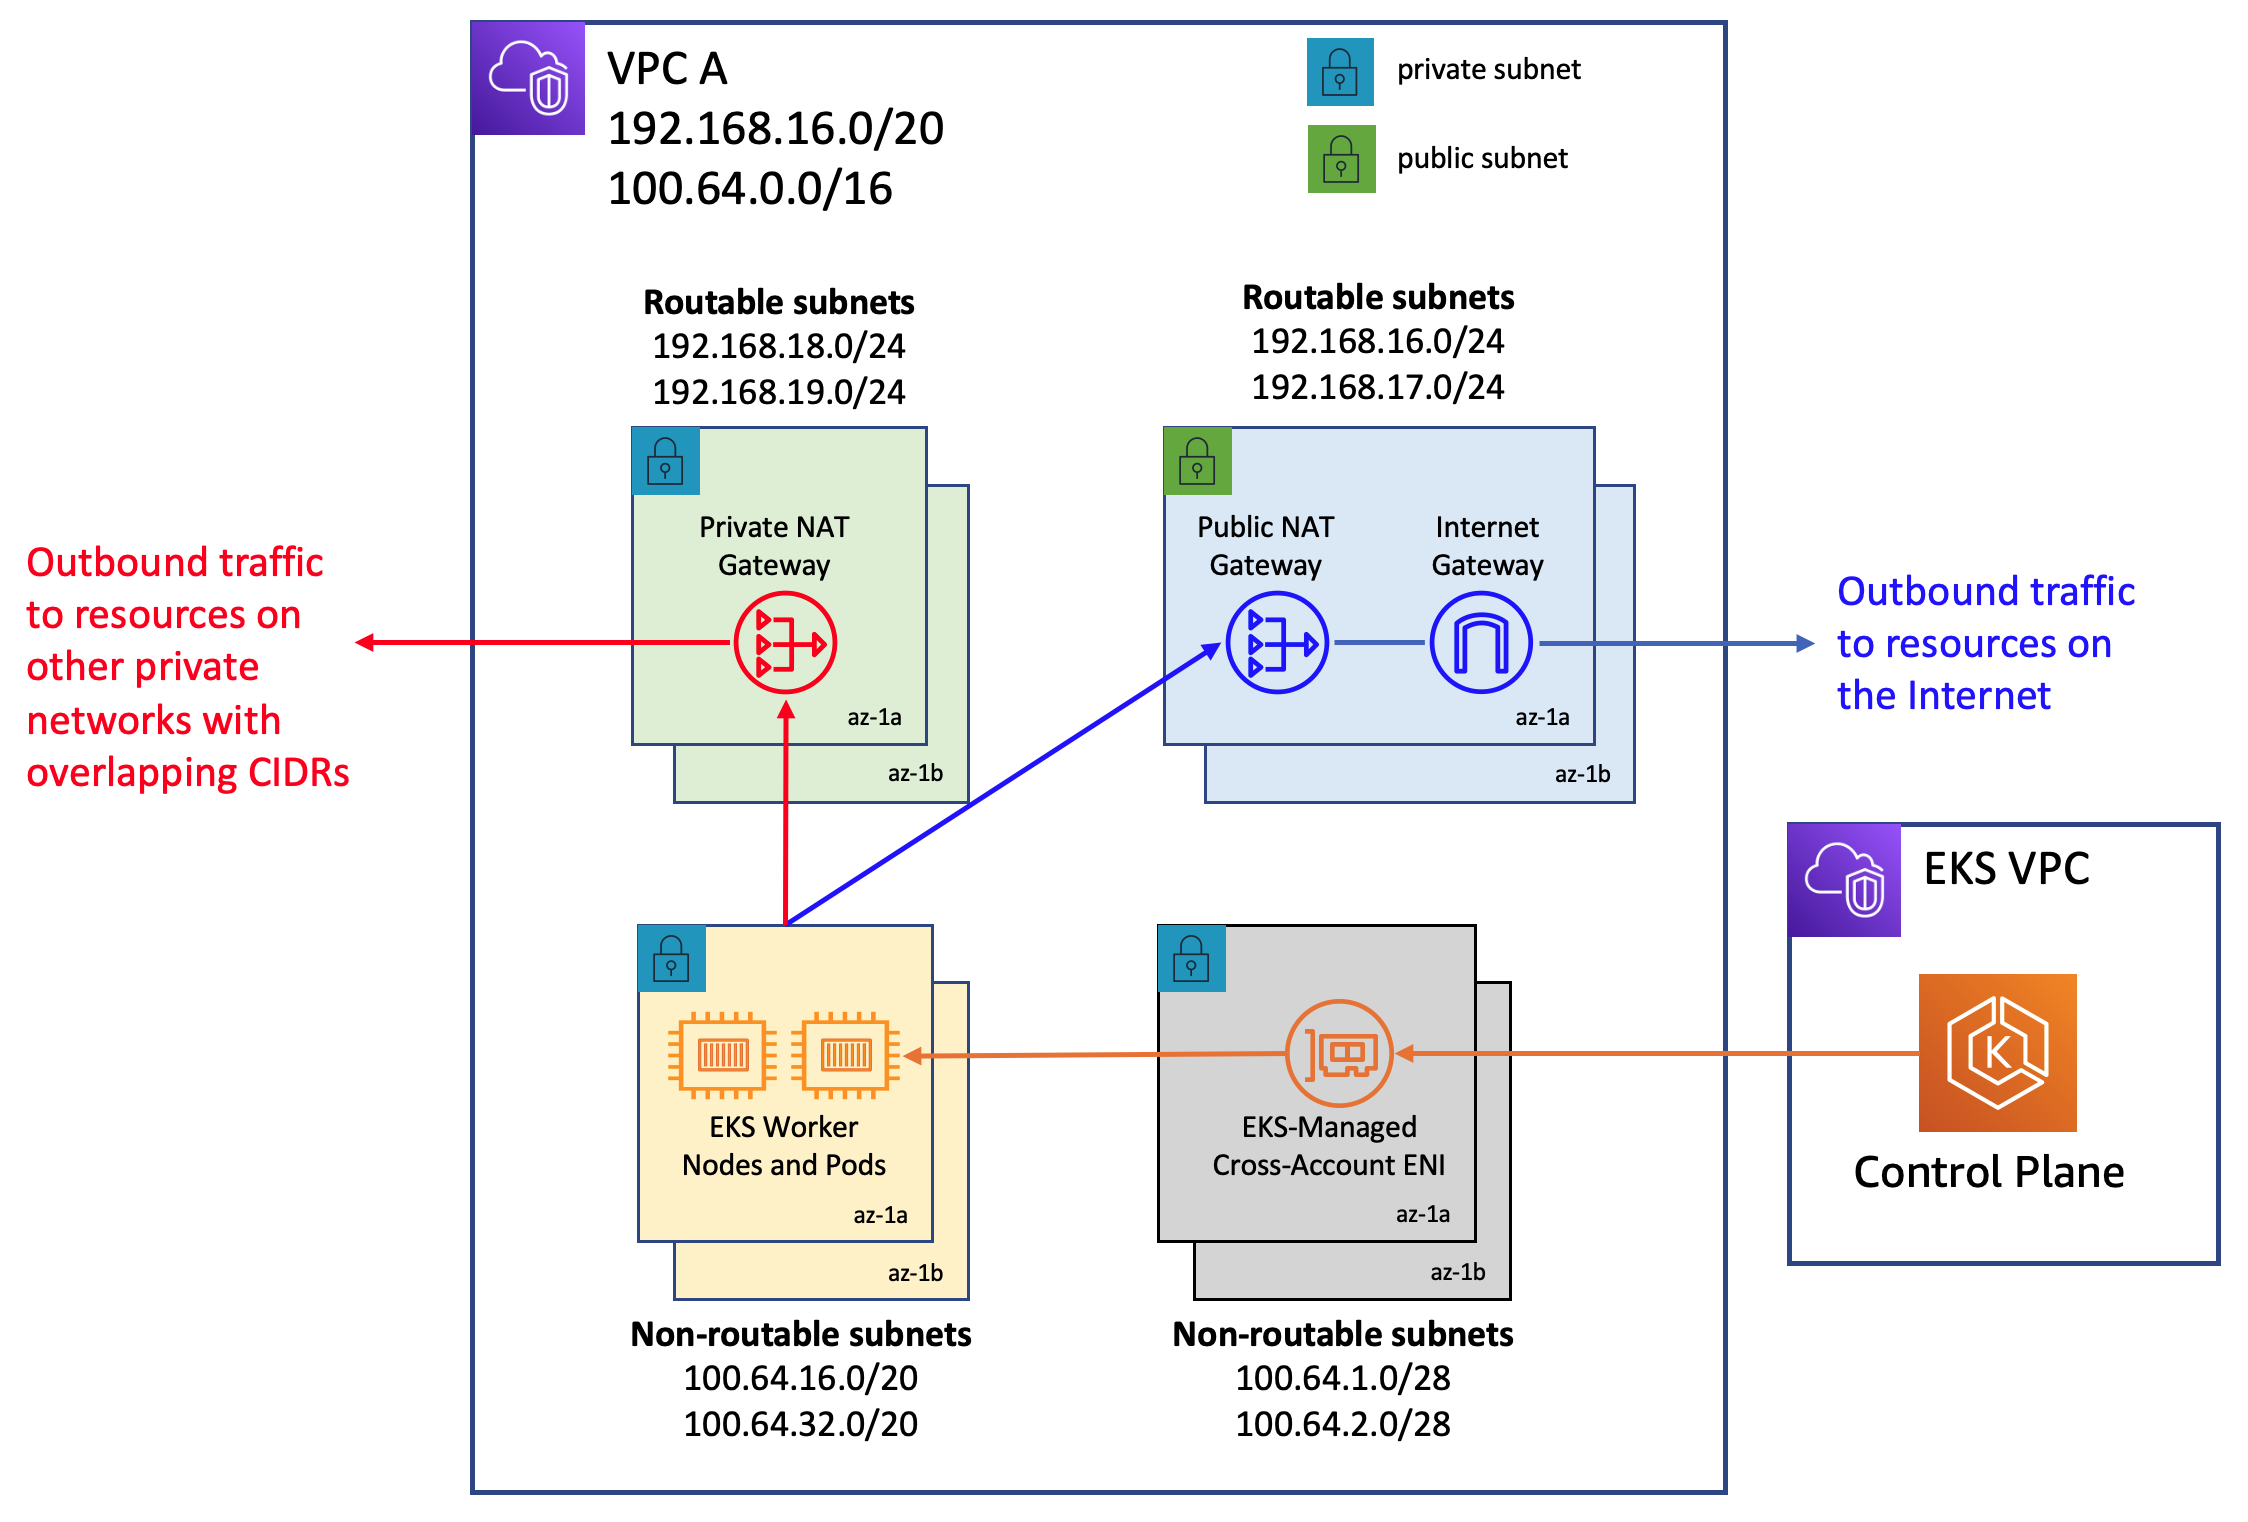 VPC A
192.168.16.0/20
100.64.0.0/16
private subnet
public subnet
Routable subnets
192.168.18.0/24
192.168.19.0/24
Routable subnets
192.168.16.0/24
192.168.17.0/24
Private NAT
Gateway
az-1a
az-1b
Public NAT
Gateway
Internet
Gateway
az-1a
az-1b
Outbound traffic
to resources on
other private
networks with
overlapping CIDRs
Outbound traffic
to resources on
the Internet
EKS VPC
K
Control Plane
EKS Worker
Nodes and Pods
az-1a
az-1b
EKS-Managed
Cross-Account ENI
az-1a
az-1b
Non-routable subnets
100.64.16.0/20
100.64.32.0/20
Non-routable subnets
100.64.1.0/28
100.64.2.0/28